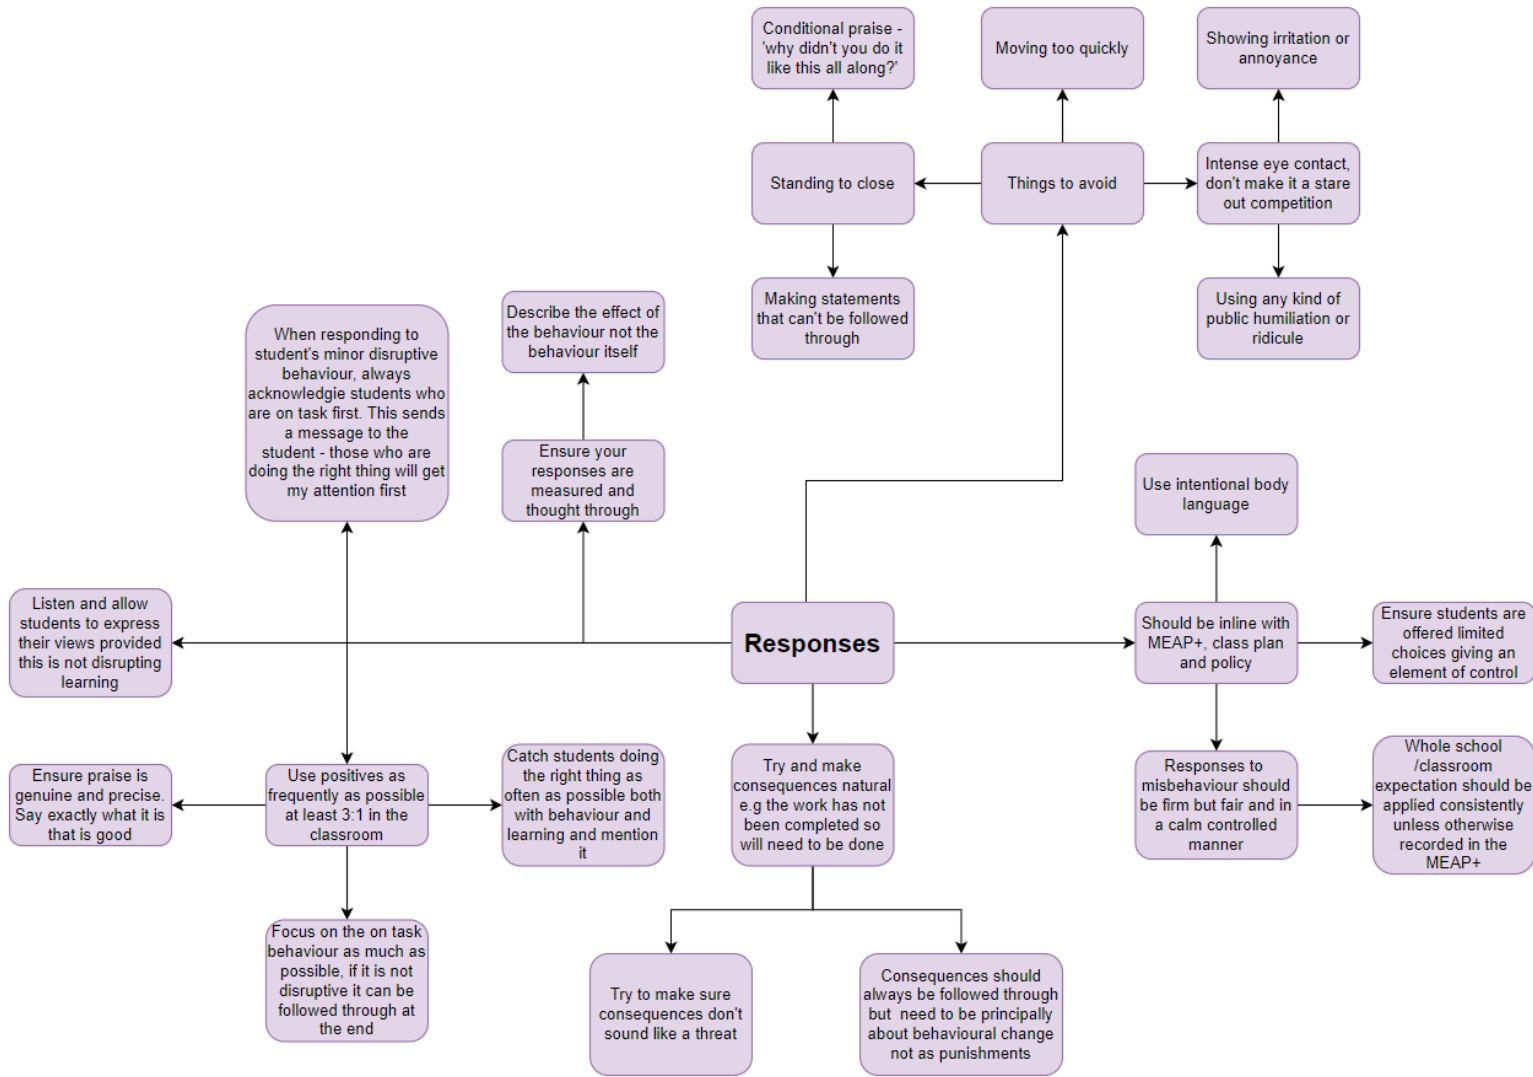 Conditional praise -
'why didn't you do it
like this all along?'
Moving too quickly
Showing irritation or
annoyance
Standing to close
Things to avoid
Intense eye contact,
don't make it a stare
out competition
Making statements
that can't be followed
through
Using any kind of
public humiliation or
ridicule
When responding to
student's minor disruptive
behaviour, always
acknowledgie students who
are on task first. This sends
a message to the
student - those who are
doing the right thing will get
my attention first
Describe the effect of
the behaviour not the
behaviour itself
Ensure your
responses are
measured and
thought through
Use intentional body
language
Listen and allow
students to express
their views provided
this is not disrupting
learning
Responses
Should be inline with
MEAP+, class plan
and policy
Ensure students are
offered limited
choices giving an
element of control
Ensure praise is
genuine and precise.
Say exactly what it is
that is good
Use positives as
frequently as possible
at least 3:1 in the
classroom
Catch students doing
the right thing as
often as possible both
with behaviour and
learning and mention
it
Try and make
consequences natural
e.g the work has not
been completed so
will need to be done
Responses to
misbehaviour should
be firm but fair and in
a calm controlled
manner
Whole school
/classroom
expectation should be
applied consistently
unless otherwise
recorded in the
MEAP+
Focus on the on task
behaviour as much as
possible, if it is not
disruptive it can be
followed through at
the end
Try to make sure
consequences don't
sound like a threat
Consequences should
always be followed through
but need to be principally
about behavioural change
not as punishments